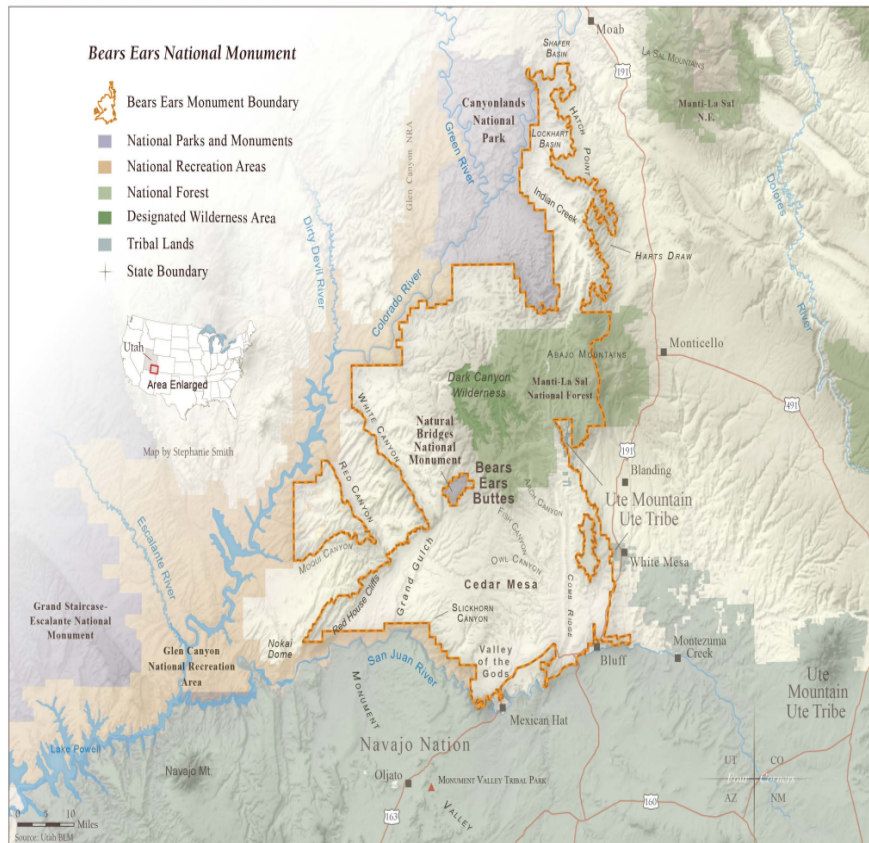 Bears Ears National Monument
Bears Ears Monument Boundary
National Parks and Monuments
National Recreation Areas
National Forest
Designated Wilderness Area
Tribal Lands
State Boundary
Utah
Area Enlarged
Map by Stephanie Smith
Moab
SHAFER
BASIN
LA SAL MOUNTAINS
191
Manti-La Sal
N.F.
Canyonlands
National
Park
LOCKHART
BASIN
HATCH POINT
Green River
Glen Canyon NRA
Indian Creek
Dolores
River
HARTS DRAW
Dirty Devil River
Colorado River
Monticello
ABAJO MOUNTAINS
Dark Canyon
Wilderness
Manti-La Sal
National Forest
491
WHITE CANYON
Natural
Bridges
National
Monument
191
Blanding
Bears
Ears
Buttes
RED CANYON
ARCH CANYON
Ute Mountain
Ute Tribe
FISH CANYON
Escalante River
MOQUI CANYON
OWL CANYON
White Mesa
Grand Gulch
Cedar Mesa
COMB RIDGE
Red House Cliffs
Grand Staircase-
Escalante National
Monument
SLICKHORN
CANYON
Nokai
Dome
Glen Canyon
National Recreation
Area
San Juan River
Valley
of the
Gods
Bluff
Montezuma
Creek
Ute
Mountain
Ute Tribe
MONUMENT
VALLEY
Mexican Hat
Lake Powell
Navajo Mt.
Navajo Nation
Oljato
MONUMENT VALLEY TRIBAL PARK
UT
CO
Four Corners
AZ
NM
163
160
191
0
5
10
Miles
Source: Utah BLM